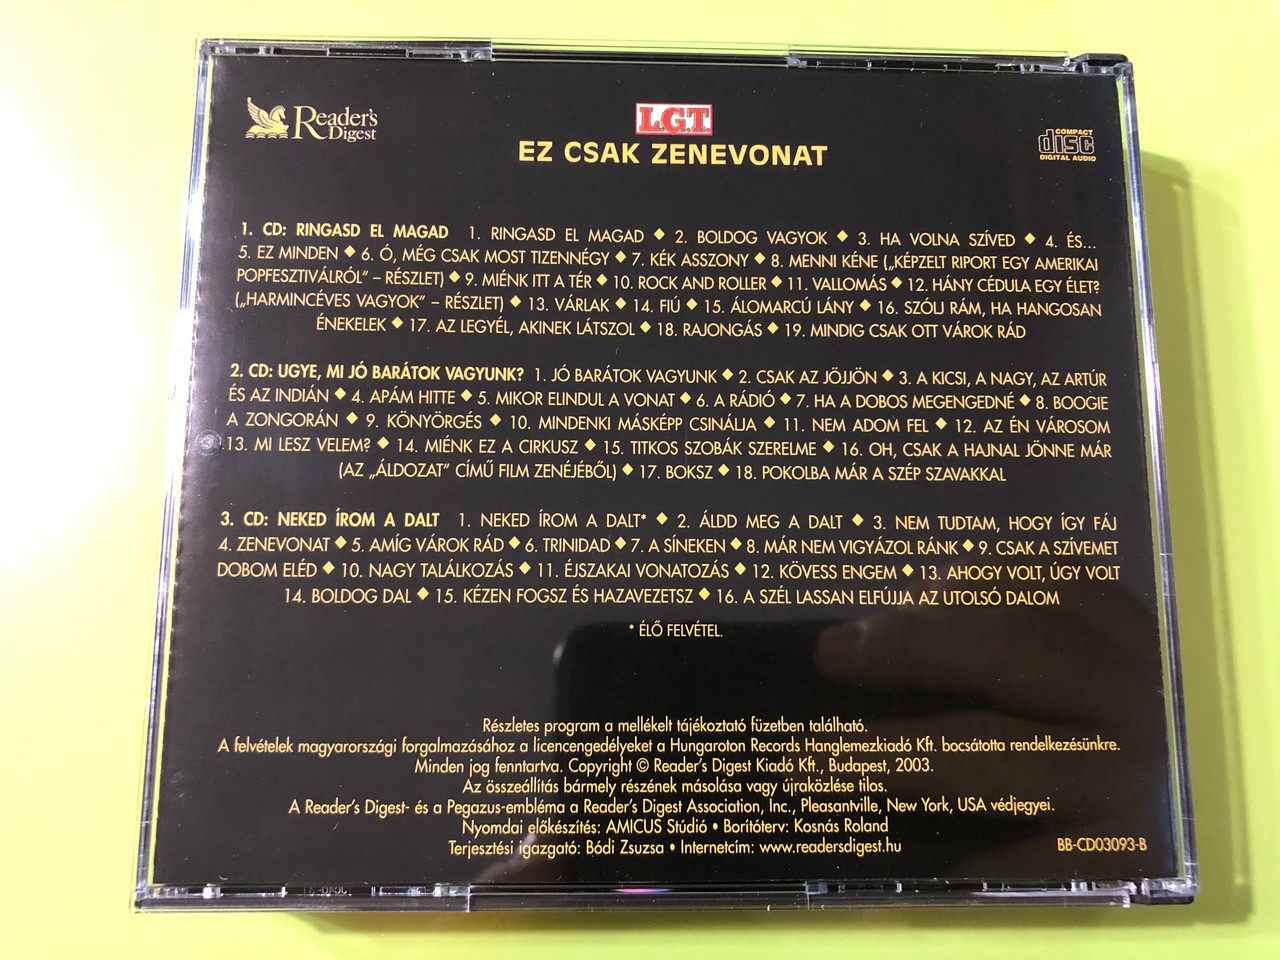 Reader's
Digest
L.G.T.
EZ CSAK ZENEVONAT
COMPACT
disc
DIGITAL AUDIO
1. CD: RINGASD EL MAGAD 1. RINGASD EL MAGAD ◆ 2. BOLDOG VAGYOK ◆ 3. HA VOLNA SZÍVED ◆ 4. ÉS...
5. EZ MINDEN ◆ 6. Ó, MÉG CSAK MOST TIZENNÉGY ◆ 7. KÉK ASSZONY ◆ 8. MENNI KÉNE („KÉPZELT RIPORT EGY AMERIKAI
POPFESZTIVÁLRÓL” – RÉSZLET) ◆ 9. MIÉNK ITT A TÉR ◆ 10. ROCK AND ROLLER ◆ 11. VALLOMÁS ◆ 12. HÁNY CÉDULA EGY ÉLET?
(„HARMINCÉVES VAGYOK” – RÉSZLET) ◆ 13. VÁRLAK ◆ 14. FIÚ ◆ 15. ÁLOMARCÚ LÁNY ◆ 16. SZÓLJ RÁM, HA HANGOSAN
ÉNEKELEK ◆ 17. AZ LEGYÉL, AKINEK LÁTSZOL ◆ 18. RAJONGÁS ◆ 19. MINDIG CSAK OTT VÁROK RÁD
2. CD: UGYE, MI JÓ BARÁTOK VAGYUNK? 1. JÓ BARÁTOK VAGYUNK ◆ 2. CSAK AZ JÖJJÖN ◆ 3. A KICSI, A NAGY, AZ ARTÚR
ÉS AZ INDIÁN ◆ 4. APÁM HITTE ◆ 5. MIKOR ELINDUL A VONAT ◆ 6. A RÁDIÓ ◆ 7. HA A DOBOS MEGENGEDNÉ ◆ 8. BOOGIE
A ZONGORÁN ◆ 9. KÖNYÖRGÉS ◆ 10. MINDENKI MÁSKÉPP CSINÁLJA ◆ 11. NEM ADOM FEL ◆ 12. AZ ÉN VÁROSOM
13. MI LESZ VELEM? ◆ 14. MIÉNK EZ A CIRKUSZ ◆ 15. TITKOS SZOBÁK SZERELME ◆ 16. OH, CSAK A HAJNAL JÖNNE MÁR
(AZ „ÁLDOZAT” CÍMŰ FILM ZENÉJÉBŐL) ◆ 17. BOKSZ ◆ 18. POKOLBA MÁR A SZÉP SZAVAKKAL
3. CD: NEKED ÍROM A DALT 1. NEKED ÍROM A DALT* ◆ 2. ÁLDD MEG A DALT ◆ 3. NEM TUDTAM, HOGY ÍGY FÁJ
4. ZENEVONAT ◆ 5. AMÍG VÁROK RÁD ◆ 6. TRINIDAD ◆ 7. A SÍNEKEN ◆ 8. MÁR NEM VIGYÁZOL RÁNK ◆ 9. CSAK A SZÍVEMET
DOBOM ELÉD ◆ 10. NAGY TALÁLKOZÁS ◆ 11. ÉJSZAKAI VONATOZÁS ◆ 12. KÖVESS ENGEM ◆ 13. AHOGY VOLT, ÚGY VOLT
14. BOLDOG DAL ◆ 15. KÉZEN FOGSZ ÉS HAZAVEZETSZ ◆ 16. A SZÉL LASSAN ELFÚJJA AZ UTOLSÓ DALOM
* ÉLŐ FELVÉTEL.
Részletes program a mellékelt tájékoztató füzetben található.
A felvételek magyarországi forgalmazásához a licencengedélyeket a Hungaroton Records Hanglemezkiadó Kft. bocsátotta rendelkezésünkre.
Minden jog fenntartva. Copyright © Reader's Digest Kiadó Kft., Budapest, 2003.
Az összeállítás bármely részének másolása vagy újraközlése tilos.
A Reader's Digest- és a Pegazus-embléma a Reader's Digest Association, Inc., Pleasantville, New York, USA védjegyei.
Nyomdai előkészítés: AMICUS Stúdió • Borítóterv: Kosnás Roland
Terjesztési igazgató: Bódi Zsuzsa • Internetcím: www.readersdigest.hu
BB-CD03093-B